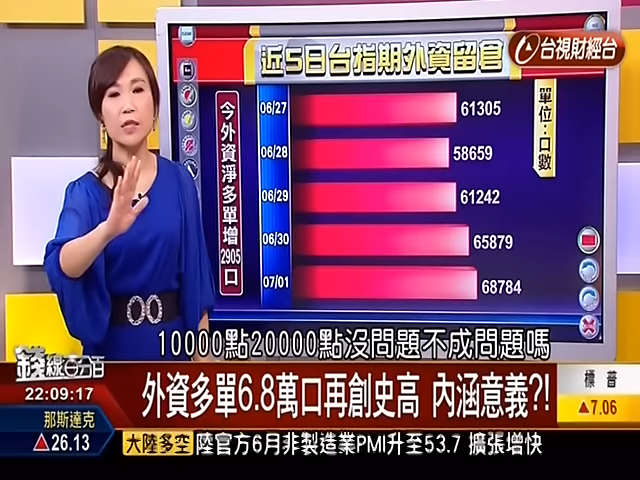 近5日台指期外資留倉
台視財經台
單位:口數
今外資淨多單增2905口
06/27 61305
06/28 58659
06/29 61242
06/30 65879
07/01 68784
10000點20000點沒問題不成問題嗎
錢線百分百
22:09:17
外資多單6.8萬口再創史高 內涵意義?!
標普
▲7.06
那斯達克
▲26.13
大陸多空 陸官方6月非製造業PMI升至53.7 擴張增快